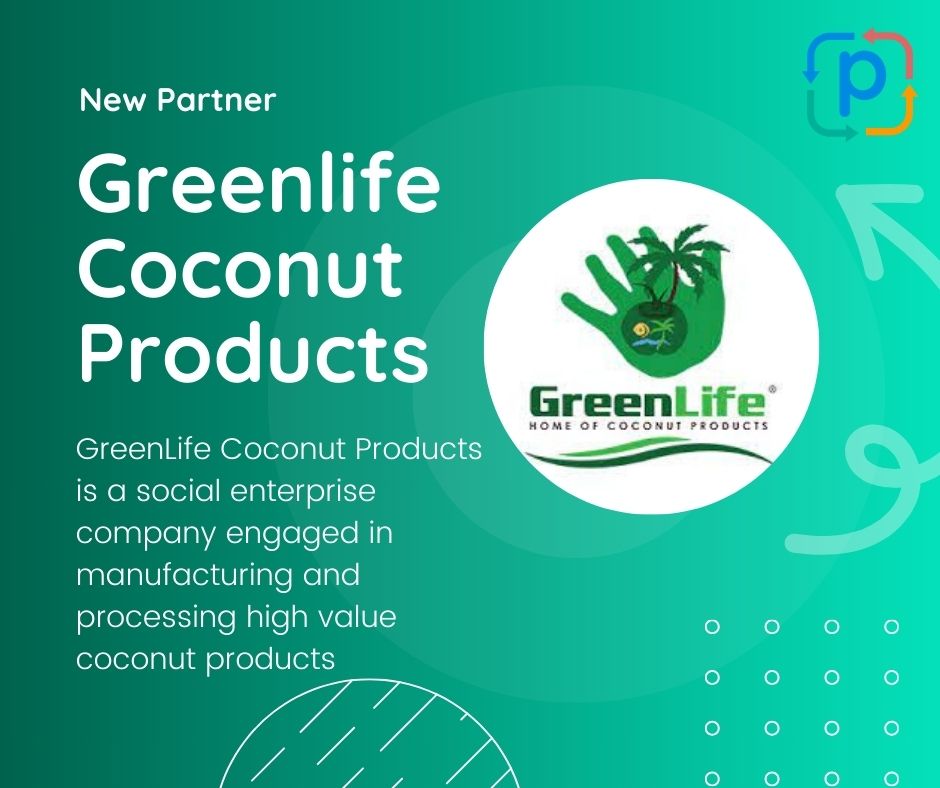 New Partner
Greenlife
Coconut
Products
GreenLife Coconut Products
is a social enterprise
company engaged in
manufacturing and
processing high value
coconut products
p
GreenLife®
HOME OF COCONUT PRODUCTS